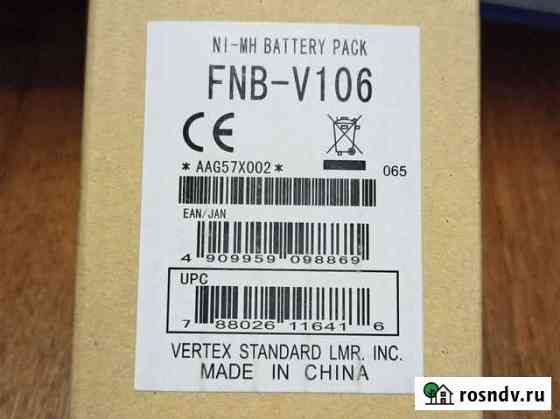 NI-MH BATTERY PACK
FNB-V106
CE
*AAG57X002*
065
EAN/JAN
4 909959 098869
UPC
7 88026 11641 6
VERTEX STANDARD LMR. INC.
MADE IN CHINA
rosndv.ru